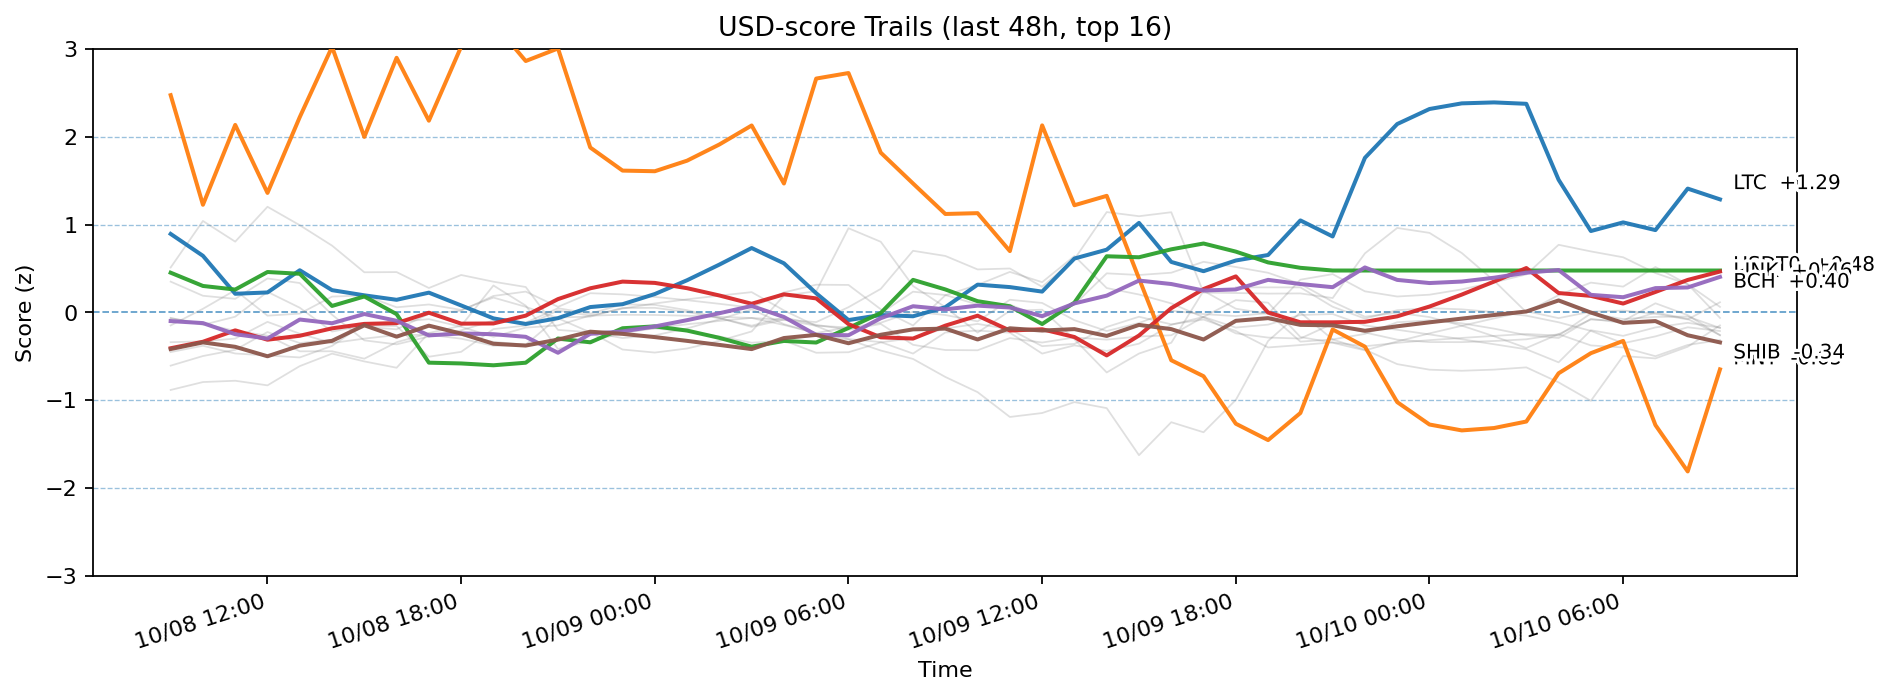 USD-score Trails (last 48h, top 16)
Score (z)
3
2
1
0
−1
−2
−3
LTC +1.29
BCH +0.40
SHIB -0.34
10/08 12:00
10/08 18:00
10/09 00:00
10/09 06:00
10/09 12:00
10/09 18:00
10/10 00:00
10/10 06:00
Time